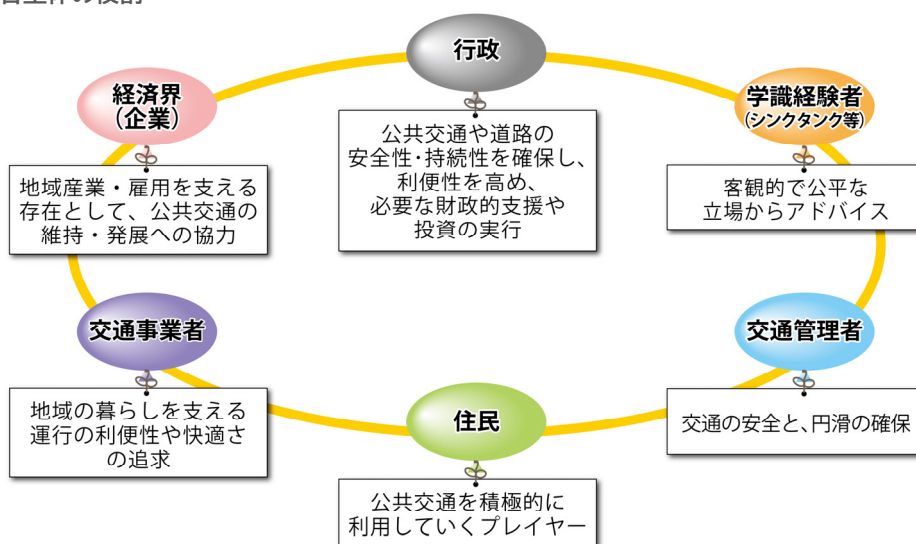 行政
公共交通や道路の
安全性・持続性を確保し、
利便性を高め、
必要な財政的支援や
投資の実行
経済界
(企業)
地域産業・雇用を支える
存在として、公共交通の
維持・発展への協力
学識経験者
(シンクタンク等)
客観的で公平な
立場からアドバイス
交通事業者
地域の暮らしを支える
運行の利便性や快適さ
の追求
住民
公共交通を積極的に
利用していくプレイヤー
交通管理者
交通の安全と、円滑の確保